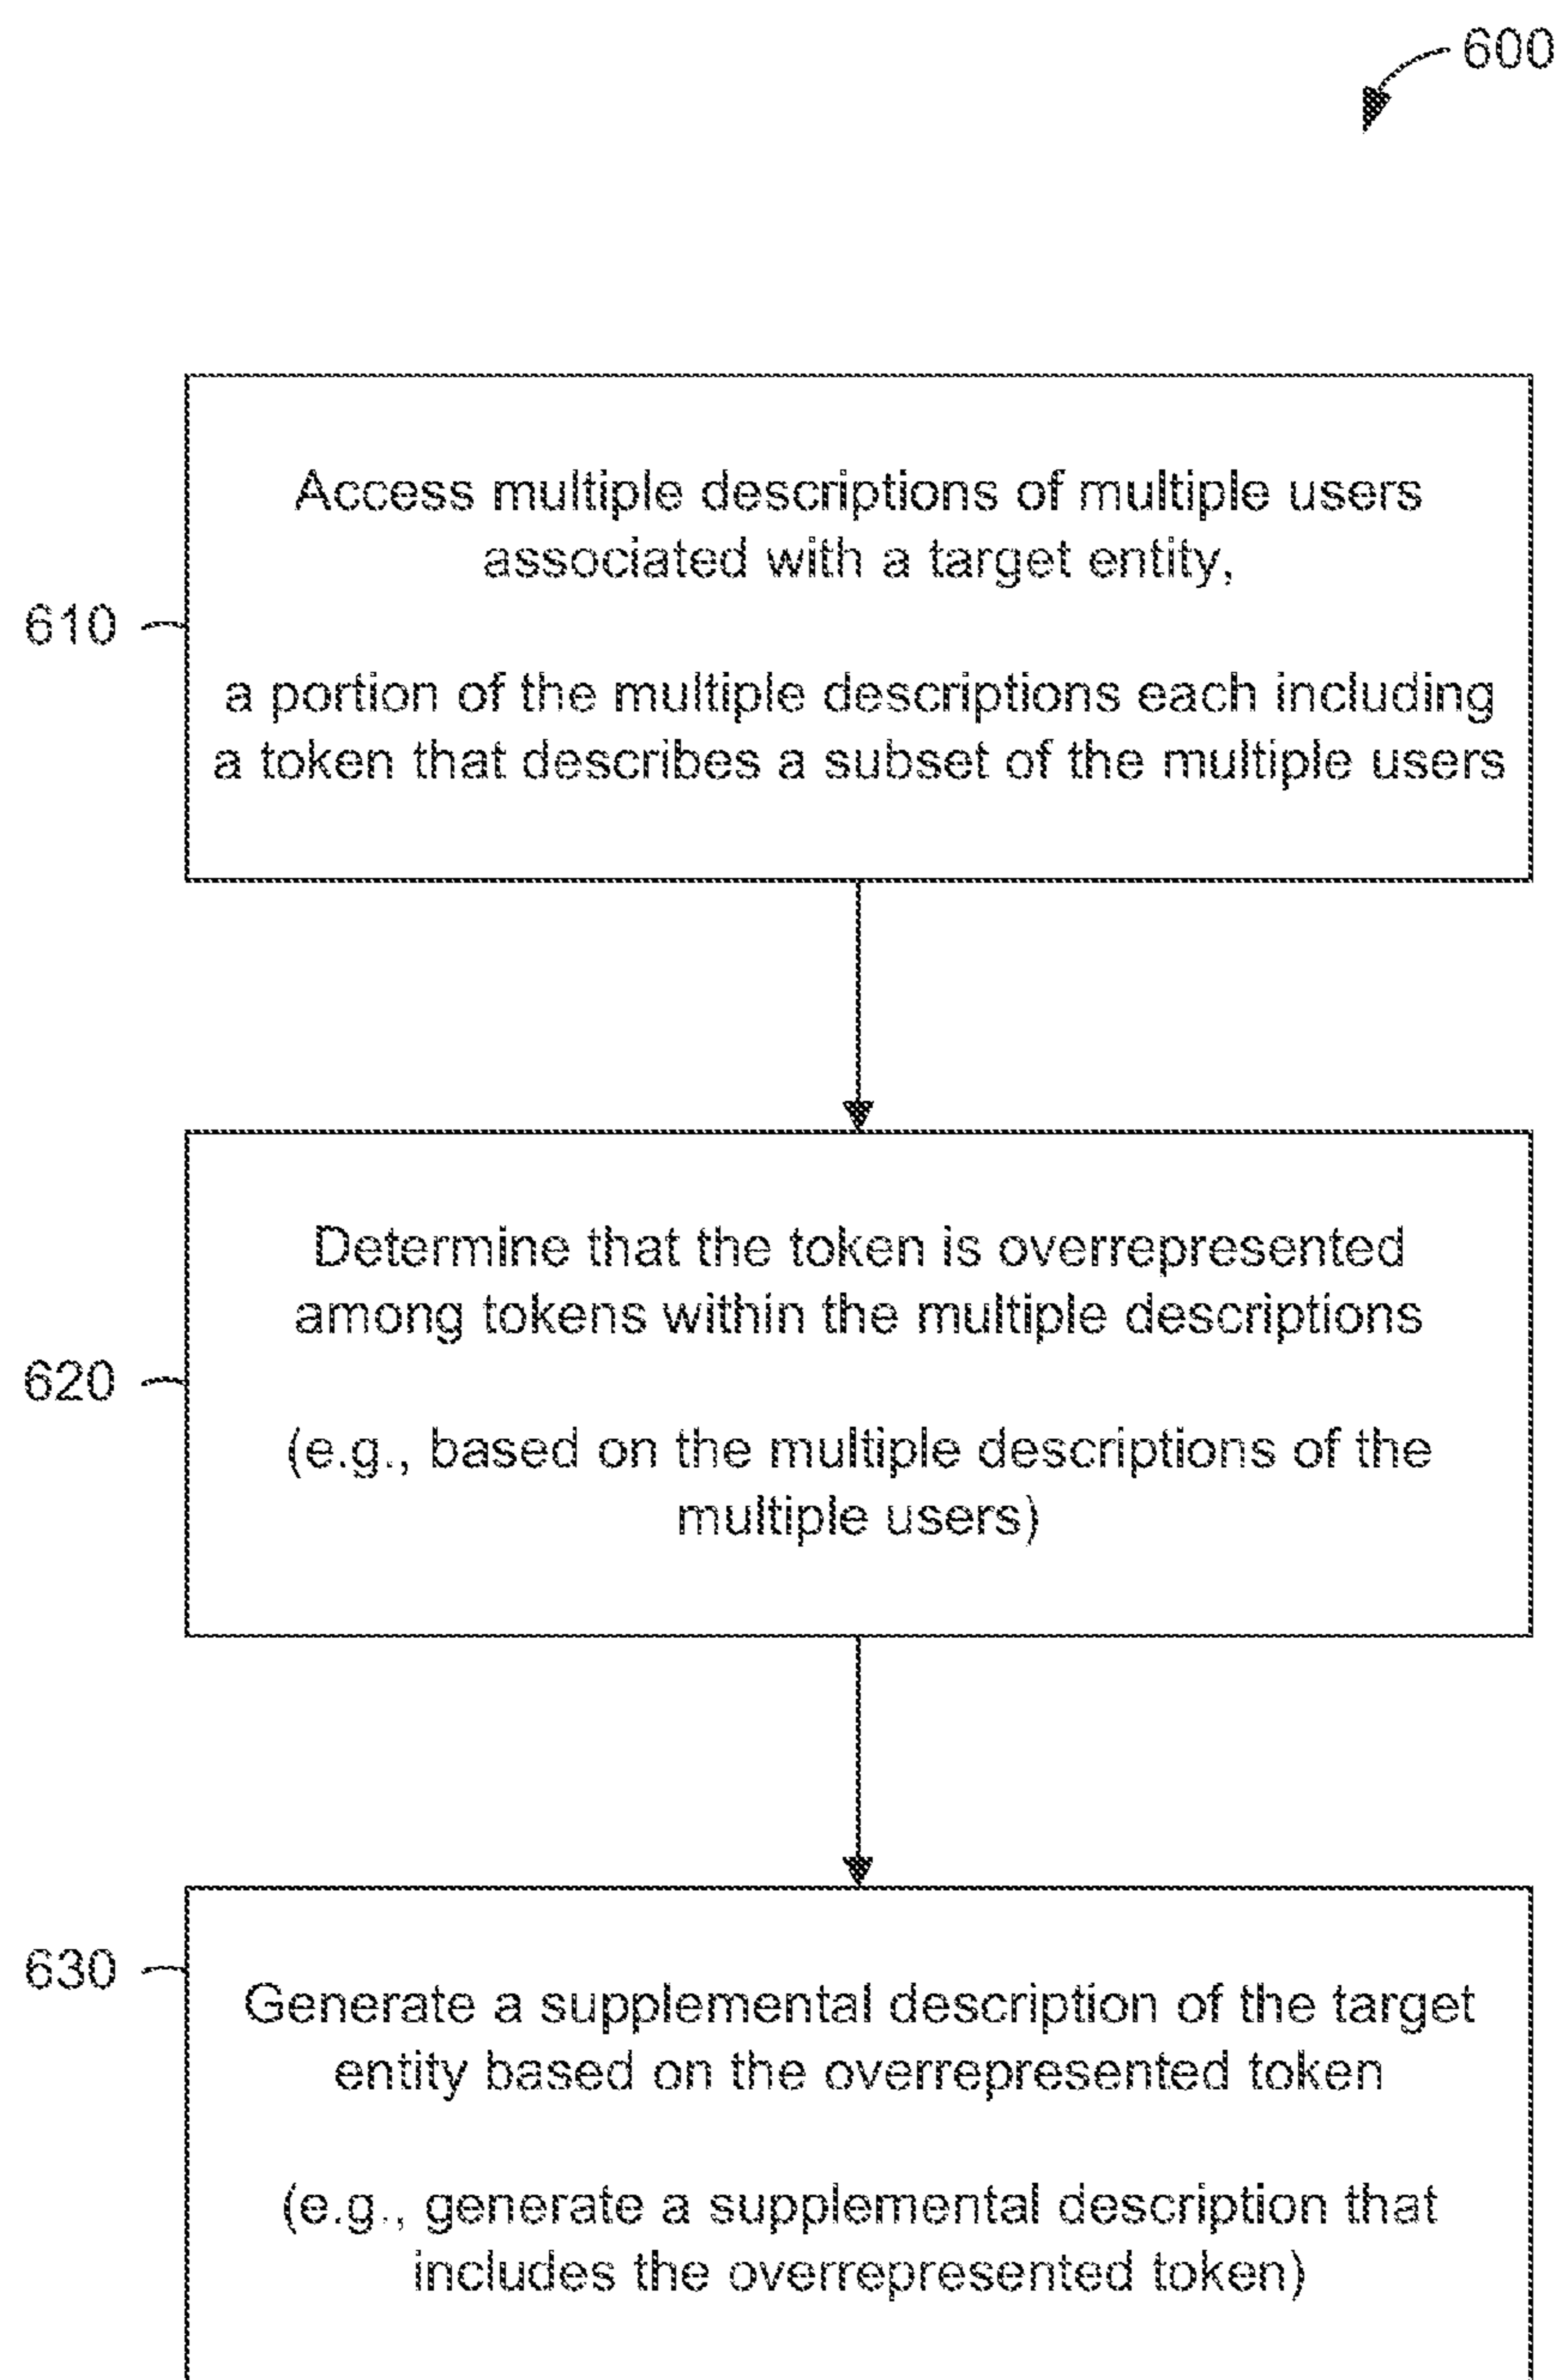 600
Access multiple descriptions of multiple users
associated with a target entity,
610
a portion of the multiple descriptions each including
a token that describes a subset of the multiple users
Determine that the token is overrepresented
among tokens within the multiple descriptions
620
(e.g., based on the multiple descriptions of the
multiple users)
630
Generate a supplemental description of the target
entity based on the overrepresented token
(e.g., generate a supplemental description that
includes the overrepresented token)